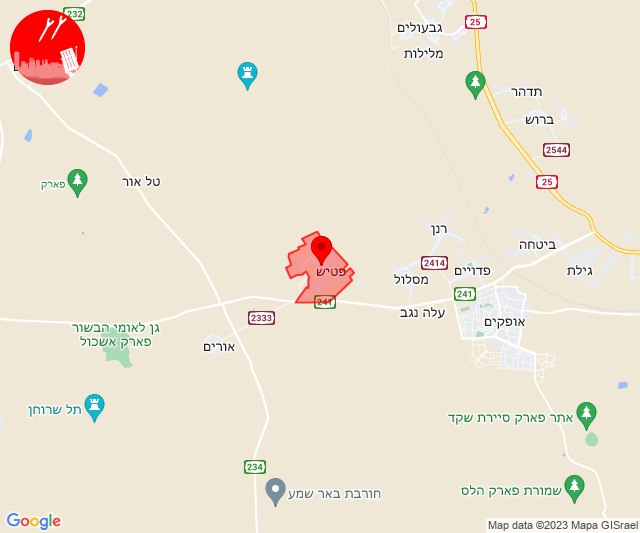 232
גבעולים
25
מלילות
תדהר
ברוש
2544
טל אור
25
פארק
רנן
ביטחה
2414
פדויים
גילת
פטיש
מסלול
241
241
עלה נגב
2333
אופקים
גן לאומי הבשור
פארק אשכול
אורים
תל שרוחן
אתר פארק סיירת שקד
234
חורבת באר שמע
שמורת פארק הלס
Google
Map data ©2023 Mapa GISrael